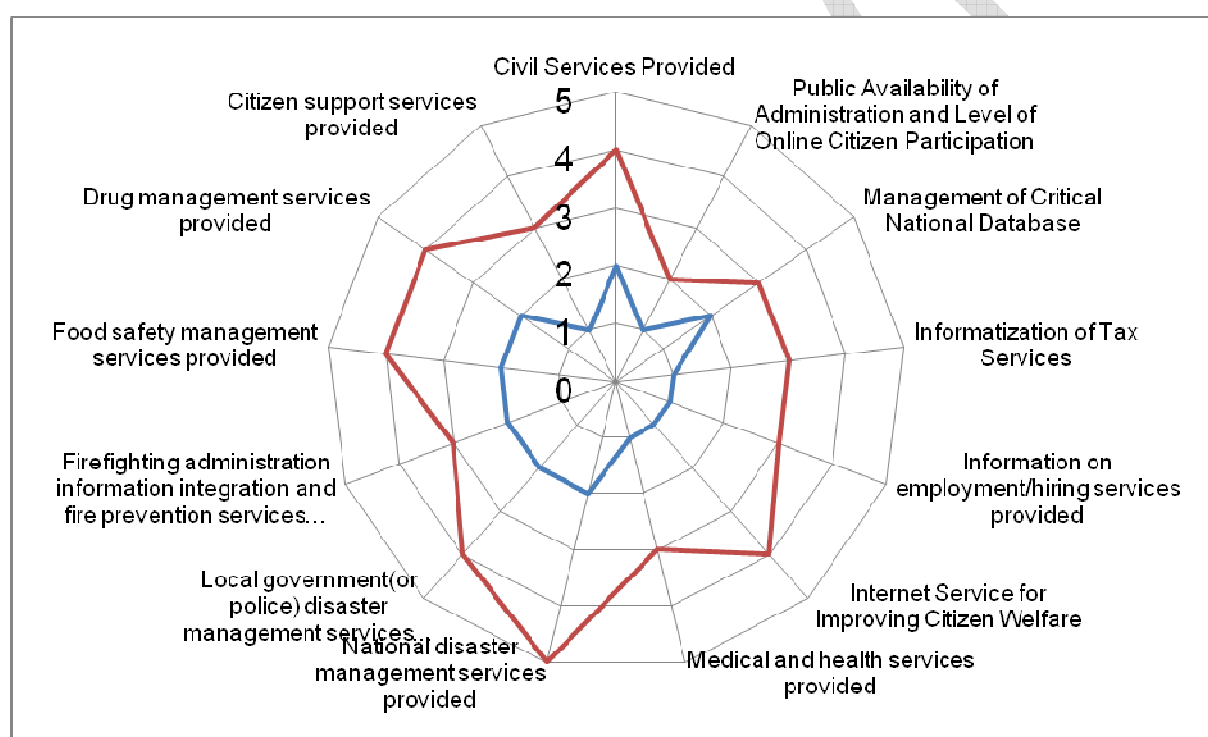 Civil Services Provided
Public Availability of
Administration and Level of
Online Citizen Participation
Management of Critical
National Database
Informatization of Tax
Services
Information on
employment/hiring services
provided
Internet Service for
Improving Citizen Welfare
Medical and health services
provided
National disaster
management services
provided
Local government(or
police) disaster
management services...
Firefighting administration
information integration and
fire prevention services...
Food safety management
services provided
Drug management services
provided
Citizen support services
provided
5
4
3
2
1
0